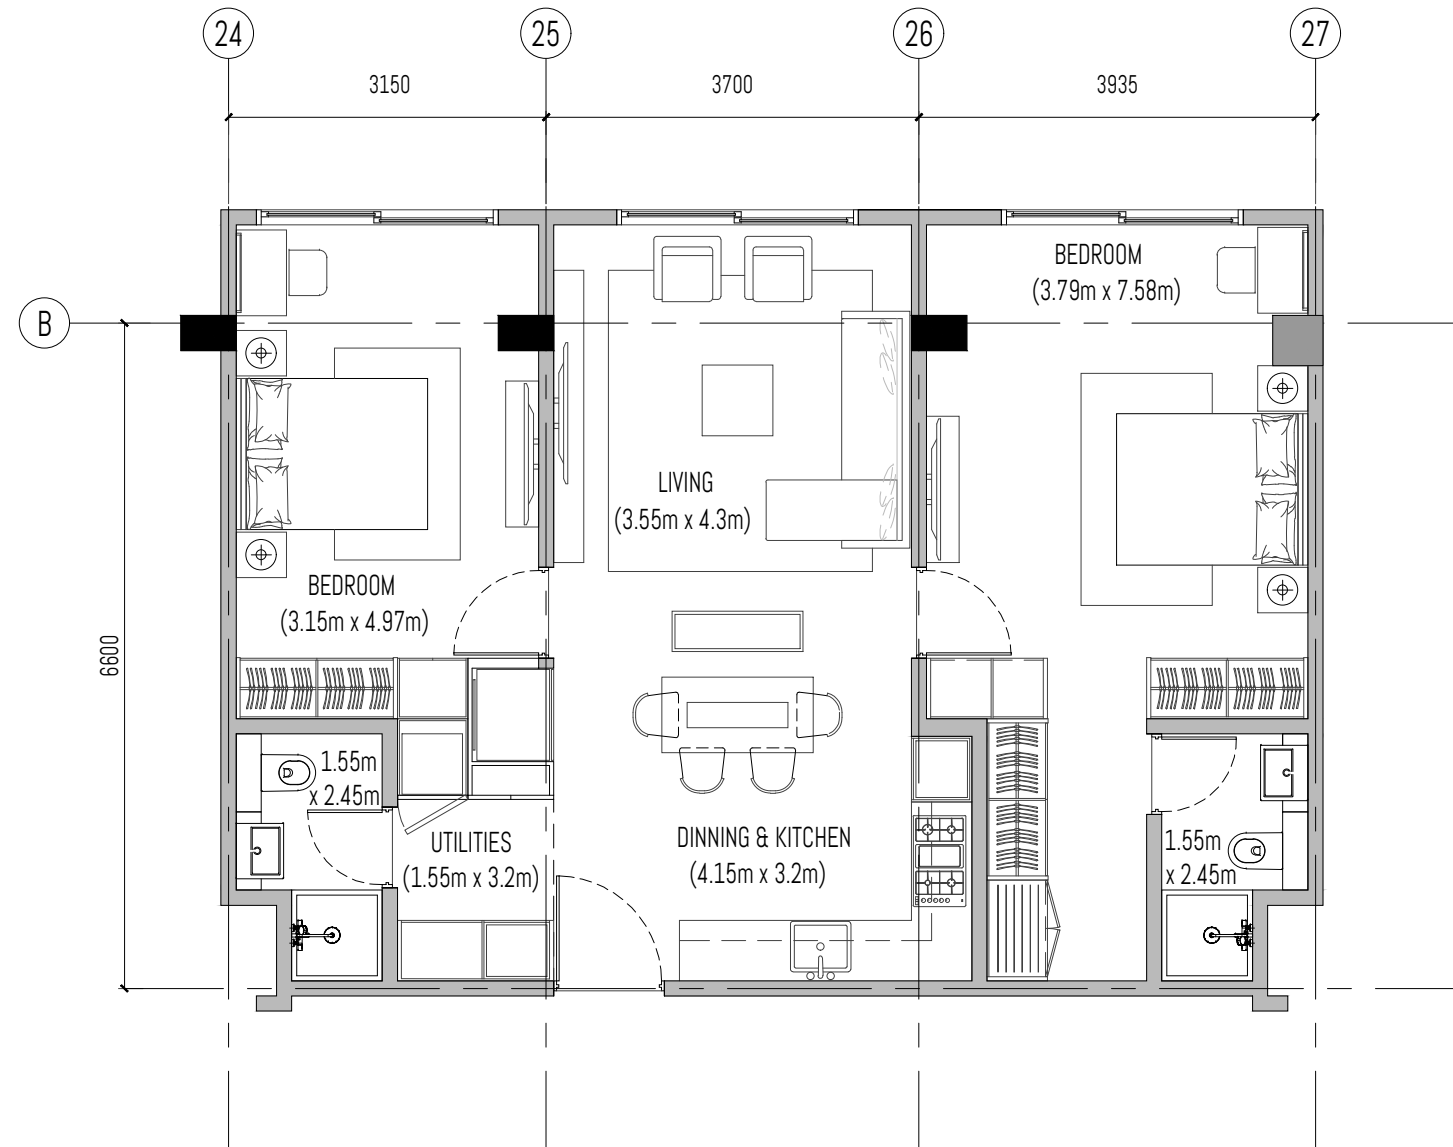 24
25
26
27
3150
3700
3935
BEDROOM
(3.79m x 7.58m)
B
LIVING
(3.55m x 4.3m)
BEDROOM
(3.15m x 4.97m)
6600
1.55m
x 2.45m
UTILITIES
(1.55m x 3.2m)
DINNING & KITCHEN
(4.15m x 3.2m)
1.55m
x 2.45m